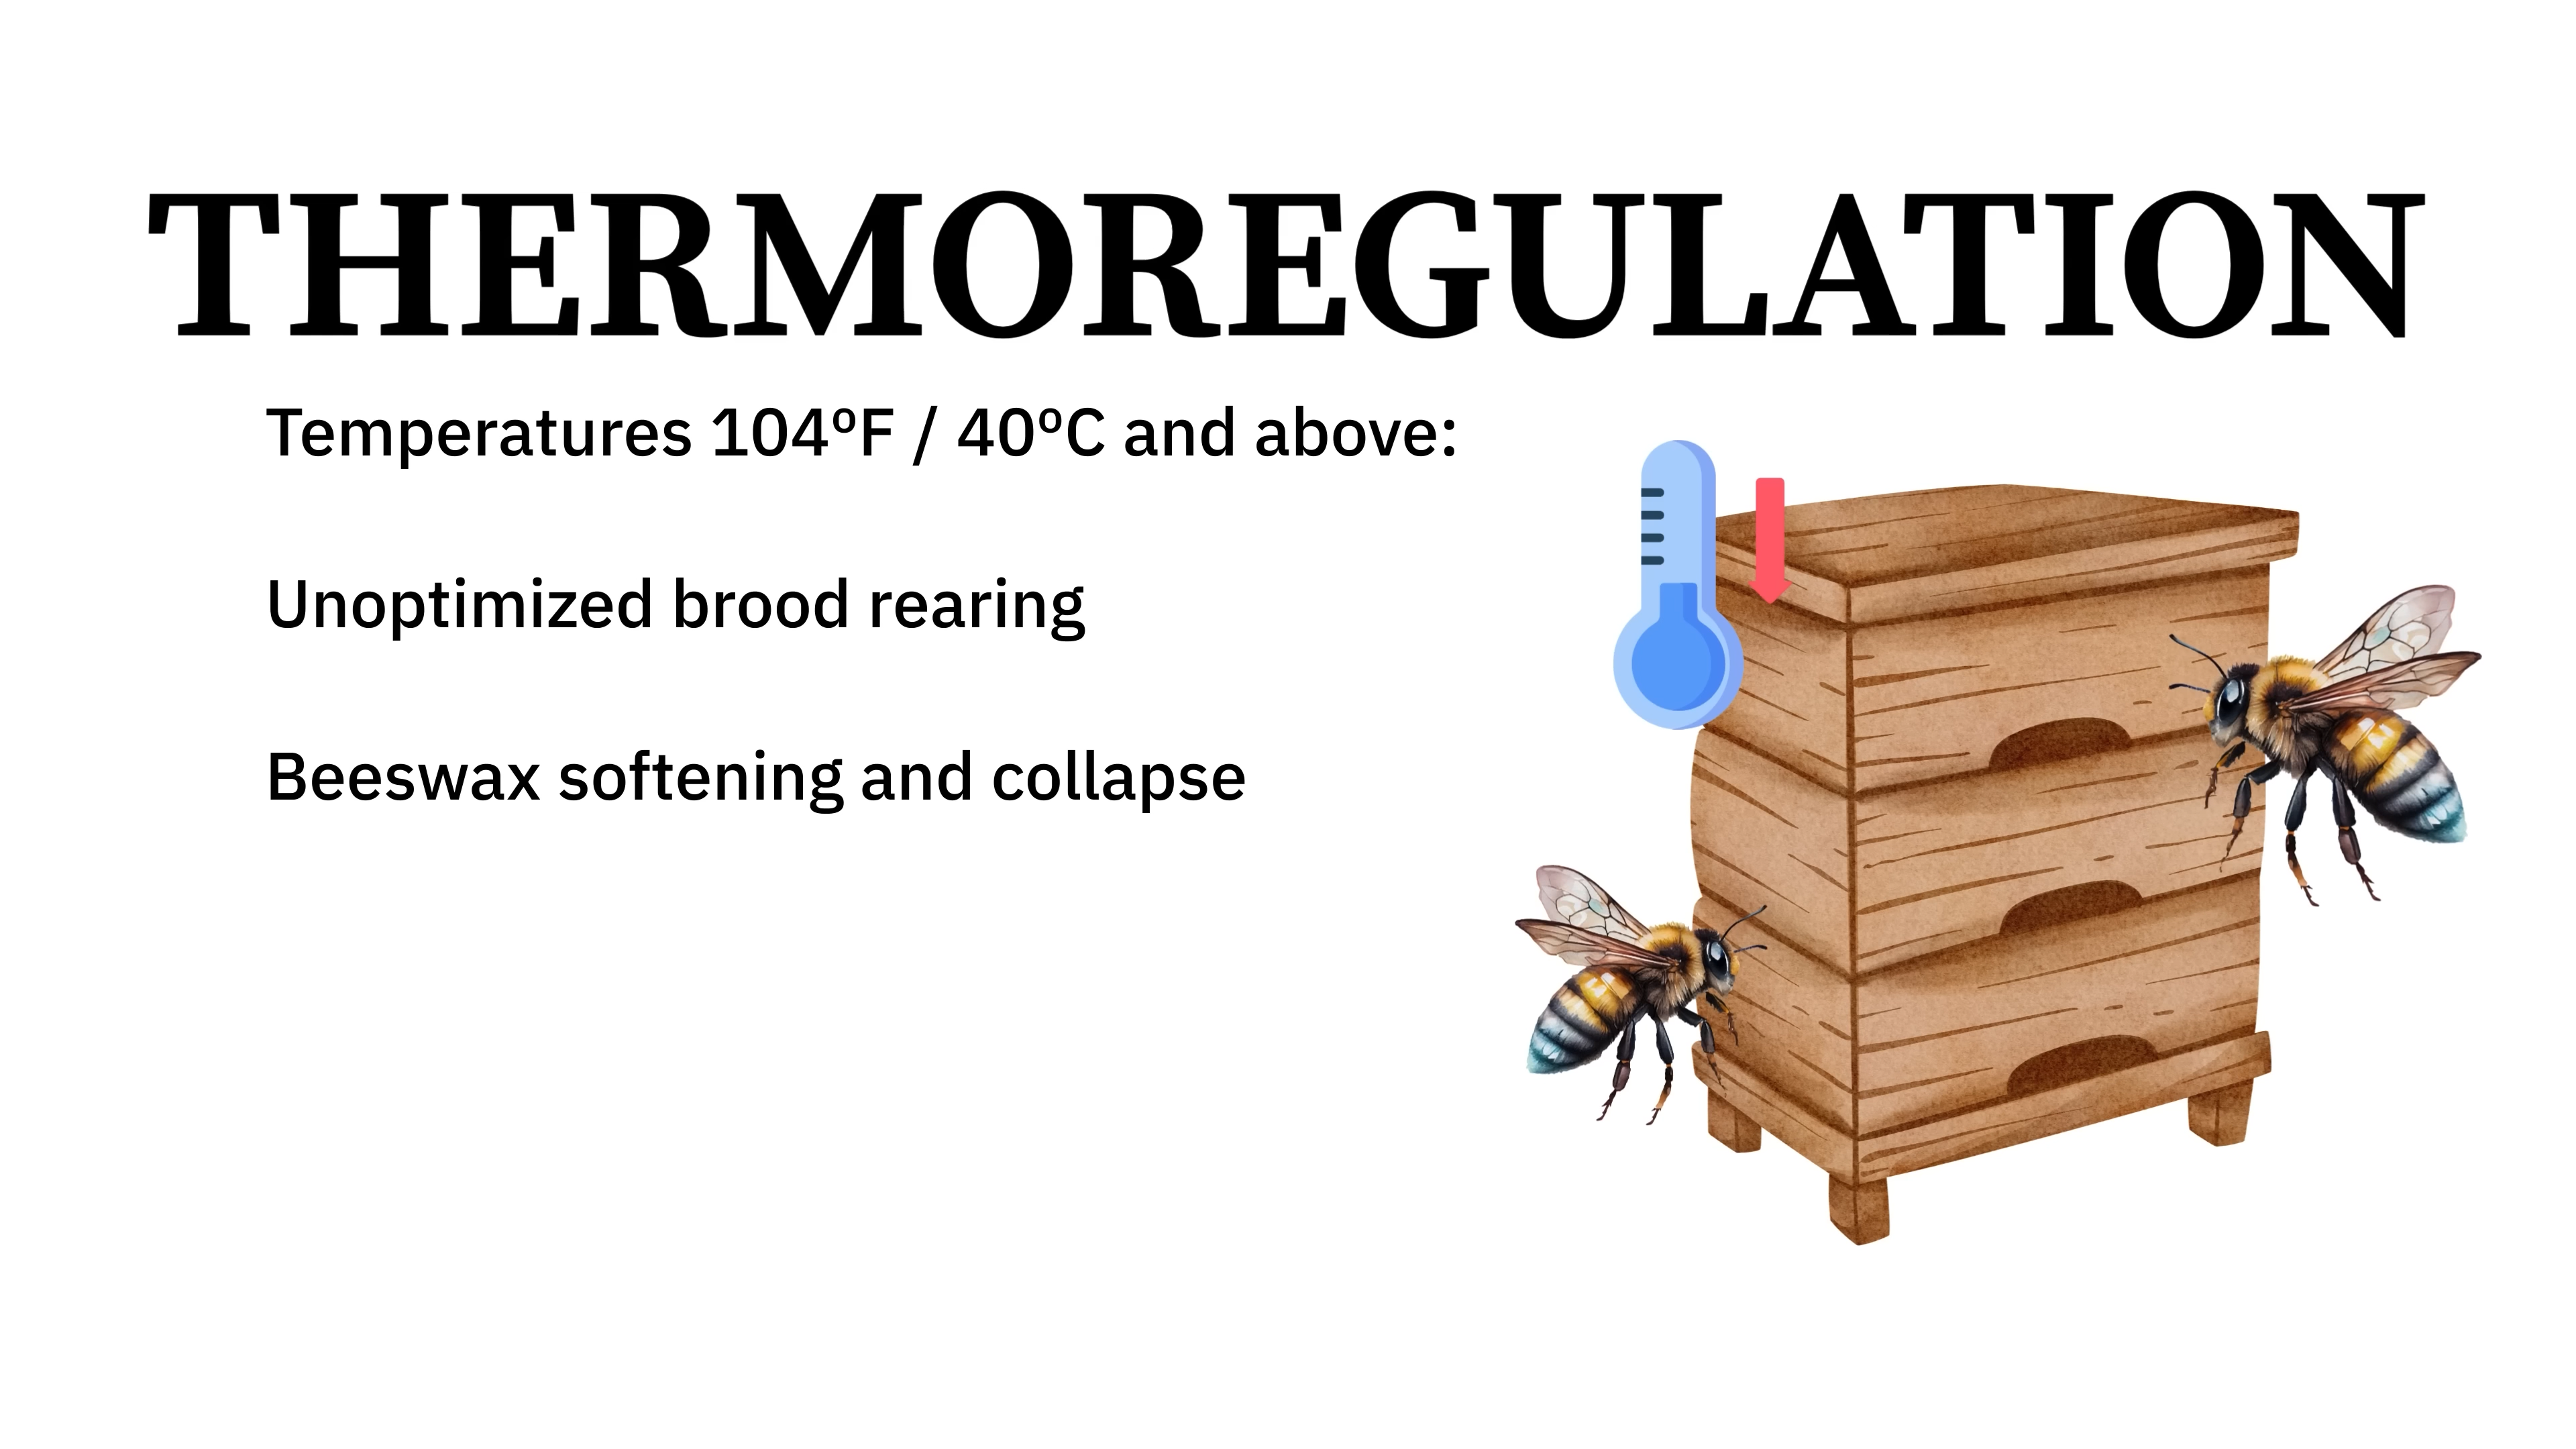 THERMOREGULATION
Temperatures 104ºF / 40ºC and above:
Unoptimized brood rearing
Beeswax softening and collapse